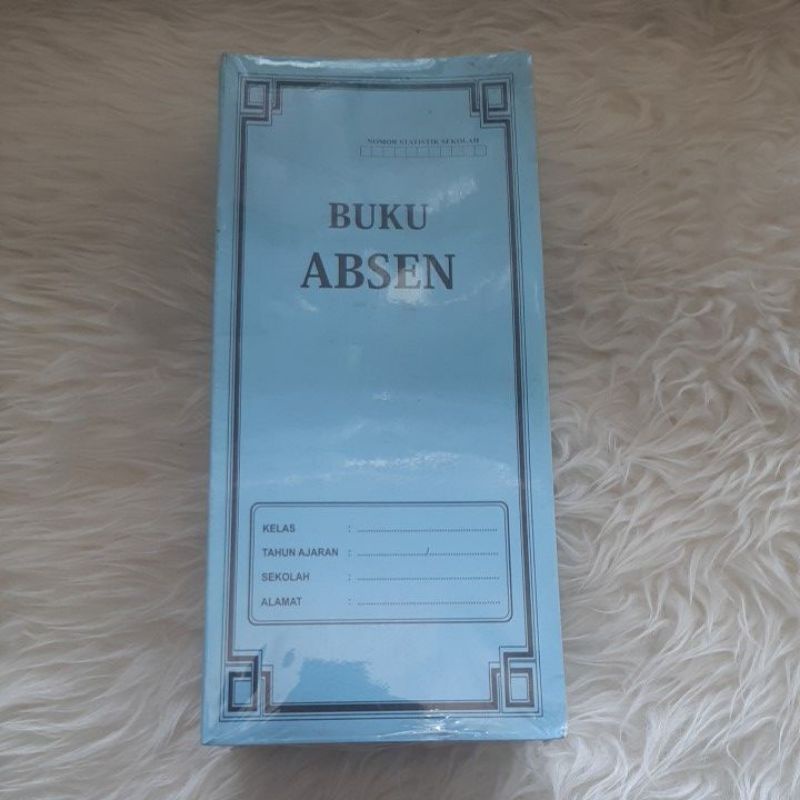 NOMOR STATISTIK SEKOLAH
BUKU
ABSEN
KELAS : ........................................
TAHUN AJARAN : ..................../....................
SEKOLAH : ........................................
ALAMAT : ........................................